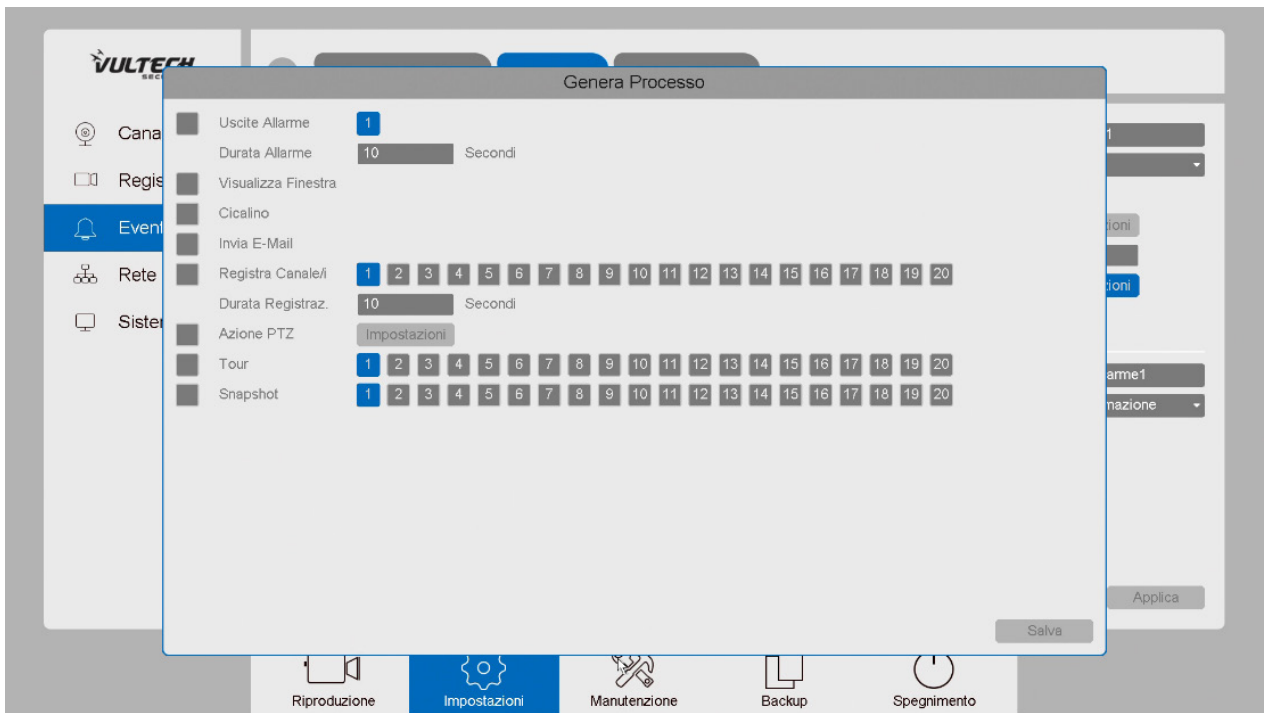 VULTECH
Genera Processo
Uscite Allarme 1
Durata Allarme 10 Secondi
Visualizza Finestra
Cicalino
Invia E-Mail
Registra Canale/i 1 2 3 4 5 6 7 8 9 10 11 12 13 14 15 16 17 18 19 20
Durata Registraz. 10 Secondi
Azione PTZ Impostazioni
Tour 1 2 3 4 5 6 7 8 9 10 11 12 13 14 15 16 17 18 19 20
Snapshot 1 2 3 4 5 6 7 8 9 10 11 12 13 14 15 16 17 18 19 20
Salva
Cana
Regis
Event
Rete
Sister
1
zioni
zioni
arme1
mazione
Applica
Riproduzione Impostazioni Manutenzione Backup Spegnimento